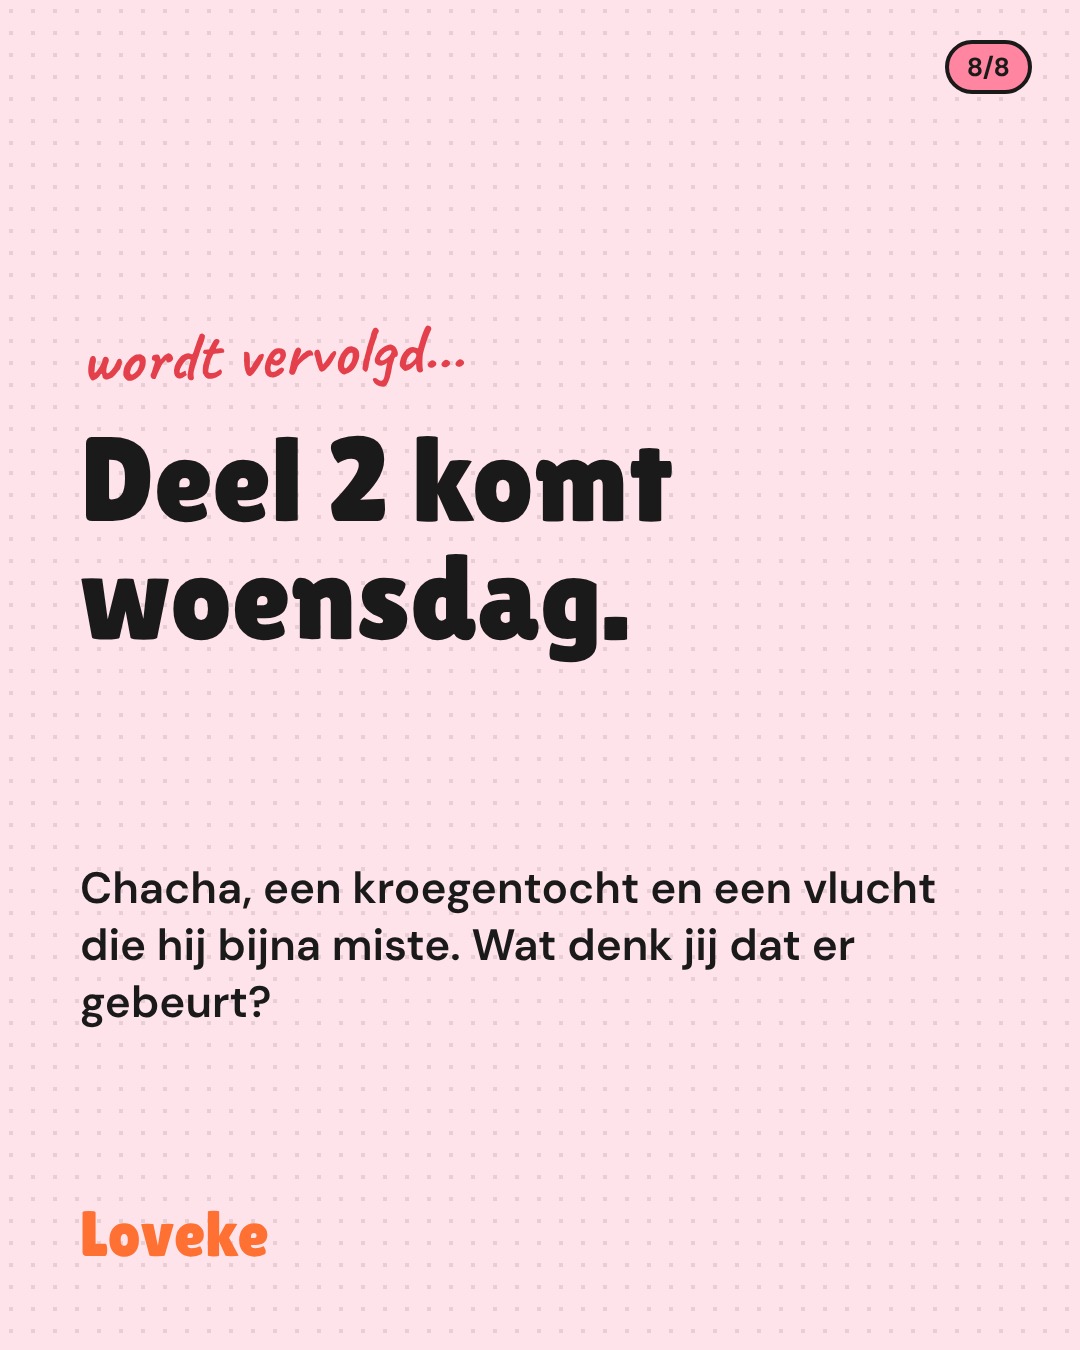 8/8
wordt vervolgd...
Deel 2 komt
woensdag.
Chacha, een kroegentocht en een vlucht
die hij bijna miste. Wat denk jij dat er
gebeurt?
Loveke